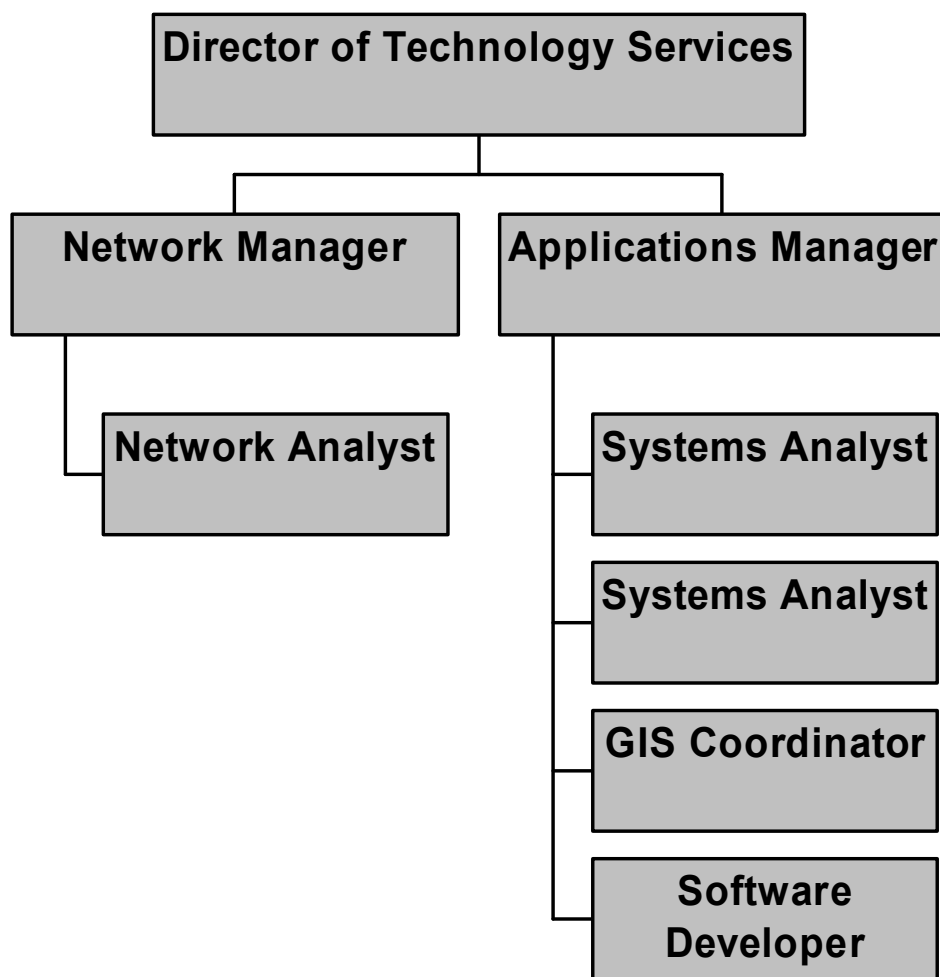 Director of Technology Services
Network Manager
Applications Manager
Network Analyst
Systems Analyst
Systems Analyst
GIS Coordinator
Software
Developer